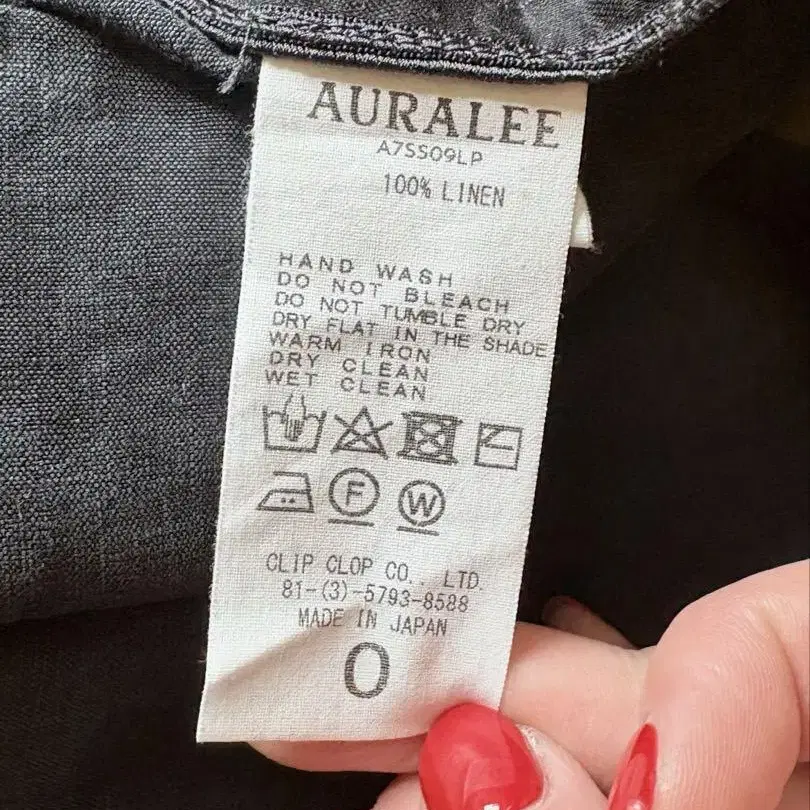 AURALEE
A7SS09LP
100% LINEN
HAND WASH
DO NOT BLEACH
DO NOT TUMBLE DRY
DRY FLAT IN THE SHADE
WARM IRON
DRY CLEAN
WET CLEAN
F W
CLIP CLOP CO., LTD.
81-(3)-5793-8588
MADE IN JAPAN
0